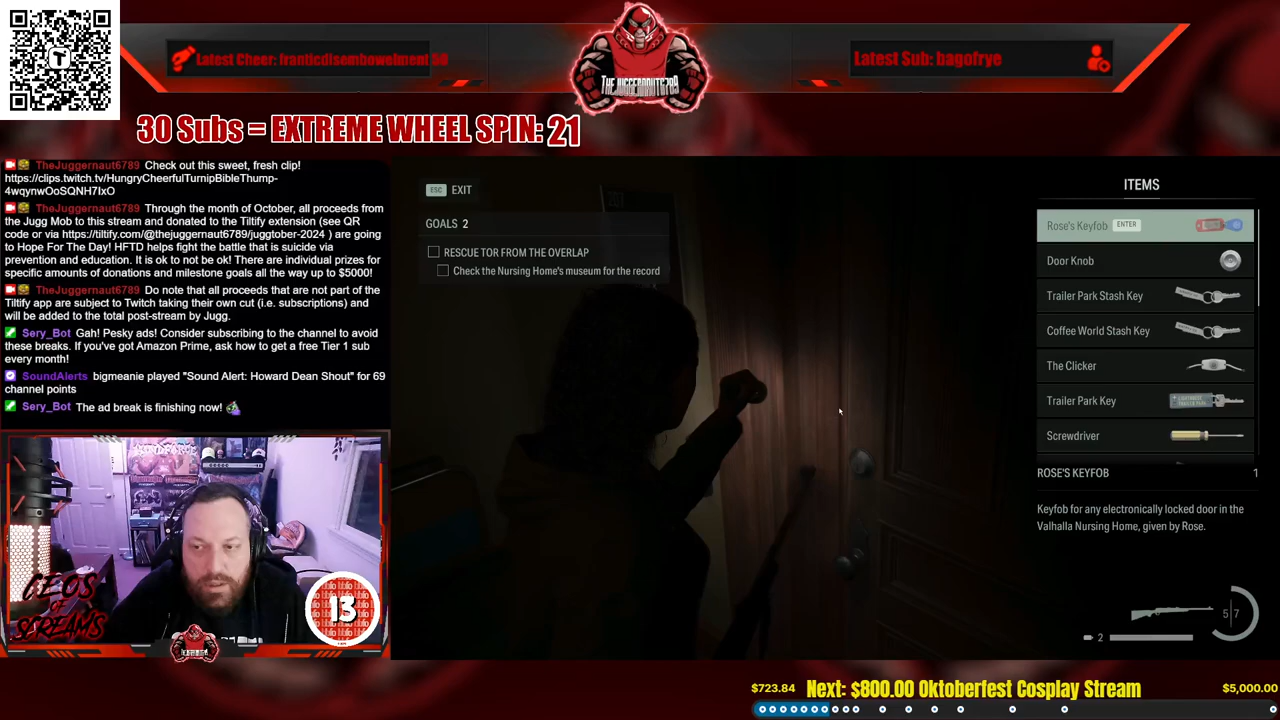 Latest Cheer: franticdisembowelment 50
THEJUGGERNAUT6789
Latest Sub: bagofrye
30 Subs = EXTREME WHEEL SPIN: 21
TheJuggernaut6789 Check out this sweet, fresh clip!
https://clips.twitch.tv/HungryCheerfulTurnipBibleThump-
4wqynwOoSQNH7IxO
TheJuggernaut6789 Through the month of October, all proceeds from
the Jugg Mob to this stream and donated to the Tiltify extension (see QR
code or via https://tiltify.com/@thejuggernaut6789/juggtober-2024 ) are going
to Hope For The Day! HFTD helps fight the battle that is suicide via
prevention and education. It is ok to not be ok! There are individual prizes for
specific amounts of donations and milestone goals all the way up to $5000!
TheJuggernaut6789 Do note that all proceeds that are not part of the
Tiltify app are subject to Twitch taking their own cut (i.e. subscriptions) and
will be added to the total post-stream by Jugg.
Sery_Bot Gah! Pesky ads! Consider subscribing to the channel to avoid
these breaks. If you've got Amazon Prime, ask how to get a free Tier 1 sub
every month!
SoundAlerts bigmeanie played "Sound Alert: Howard Dean Shout" for 69
channel points
Sery_Bot The ad break is finishing now!
ESC EXIT
GOALS 2
RESCUE TOR FROM THE OVERLAP
Check the Nursing Home's museum for the record
ITEMS
Rose's Keyfob ENTER
Door Knob
Trailer Park Stash Key
Coffee World Stash Key
The Clicker
Trailer Park Key
Screwdriver
ROSE'S KEYFOB 1
Keyfob for any electronically locked door in the
Valhalla Nursing Home, given by Rose.
5|7
2
CEOS
OF
STREAMS
13
$723.84 Next: $800.00 Oktoberfest Cosplay Stream $5,000.00